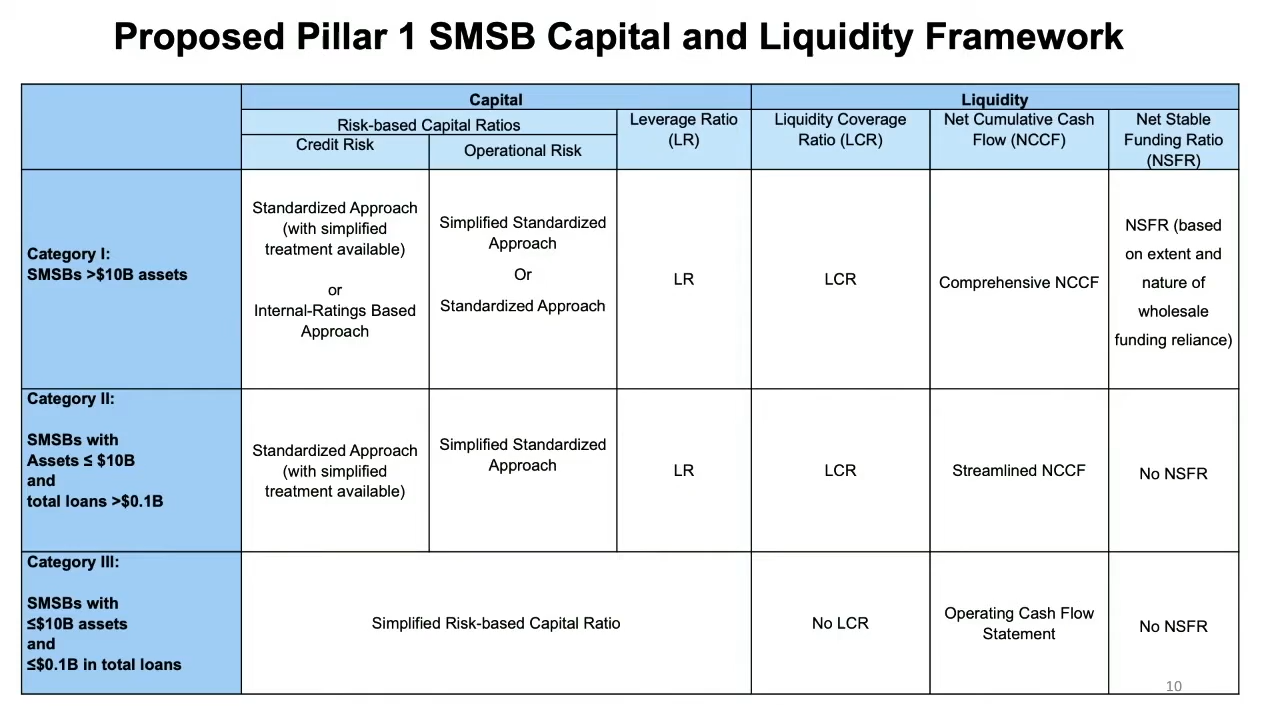 Proposed Pillar 1 SMSB Capital and Liquidity Framework
Capital
Liquidity
Risk-based Capital Ratios
Leverage Ratio
(LR)
Liquidity Coverage
Ratio (LCR)
Net Cumulative Cash
Flow (NCCF)
Net Stable
Funding Ratio
(NSFR)
Credit Risk
Operational Risk
Category I:
SMSBs >$10B assets
Standardized Approach
(with simplified
treatment available)
or
Internal-Ratings Based
Approach
Simplified Standardized
Approach
Or
Standardized Approach
LR
LCR
Comprehensive NCCF
NSFR (based
on extent and
nature of
wholesale
funding reliance)
Category II:
SMSBs with
Assets ≤ $10B
and
total loans >$0.1B
Standardized Approach
(with simplified
treatment available)
Simplified Standardized
Approach
LR
LCR
Streamlined NCCF
No NSFR
Category III:
SMSBs with
≤$10B assets
and
≤$0.1B in total loans
Simplified Risk-based Capital Ratio
No LCR
Operating Cash Flow
Statement
No NSFR
10